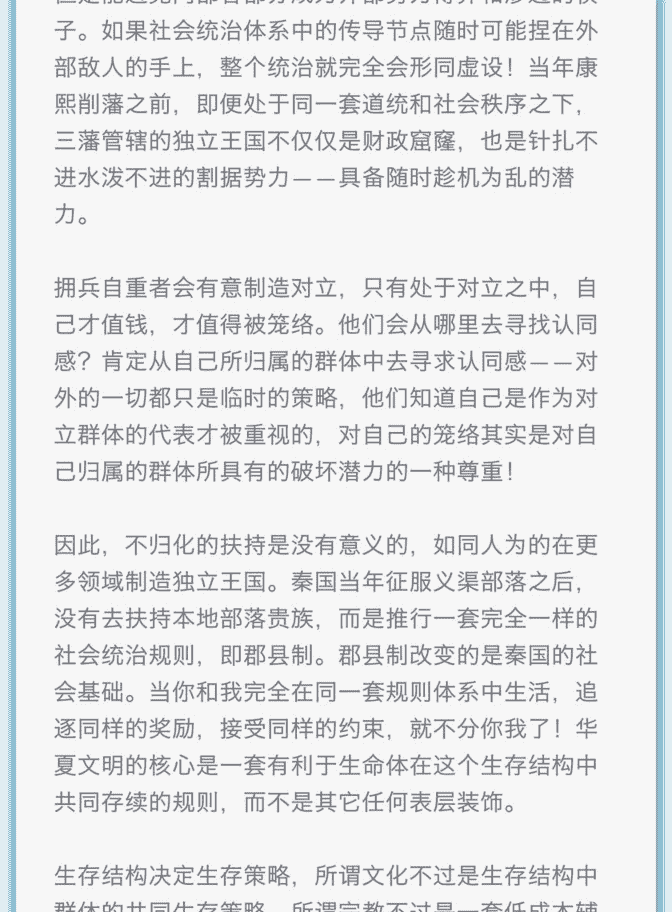 子。如果社会统治体系中的传导节点随时可能捏在外
部敌人的手上，整个统治就完全会形同虚设！当年康
熙削藩之前，即便处于同一套道统和社会秩序之下，
三藩管辖的独立王国不仅仅是财政窟窿，也是针扎不
进水泼不进的割据势力——具备随时趁机为乱的潜
力。
拥兵自重者会有意制造对立，只有处于对立之中，自
己才值钱，才值得被笼络。他们会从哪里去寻找认同
感？肯定从自己所归属的群体中去寻求认同感——对
外的一切都只是临时的策略，他们知道自己是作为对
立群体的代表才被重视的，对自己的笼络其实是对自
己归属的群体所具有的破坏潜力的一种尊重！
因此，不归化的扶持是没有意义的，如同人为的在更
多领域制造独立王国。秦国当年征服义渠部落之后，
没有去扶持本地部落贵族，而是推行一套完全一样的
社会统治规则，即郡县制。郡县制改变的是秦国的社
会基础。当你和我完全在同一套规则体系中生活，追
逐同样的奖励，接受同样的约束，就不分你我了！华
夏文明的核心是一套有利于生命体在这个生存结构中
共同存续的规则，而不是其它任何表层装饰。
生存结构决定生存策略，所谓文化不过是生存结构中
群体的共同生存策略，所谓宗教不过是一套低成本辅